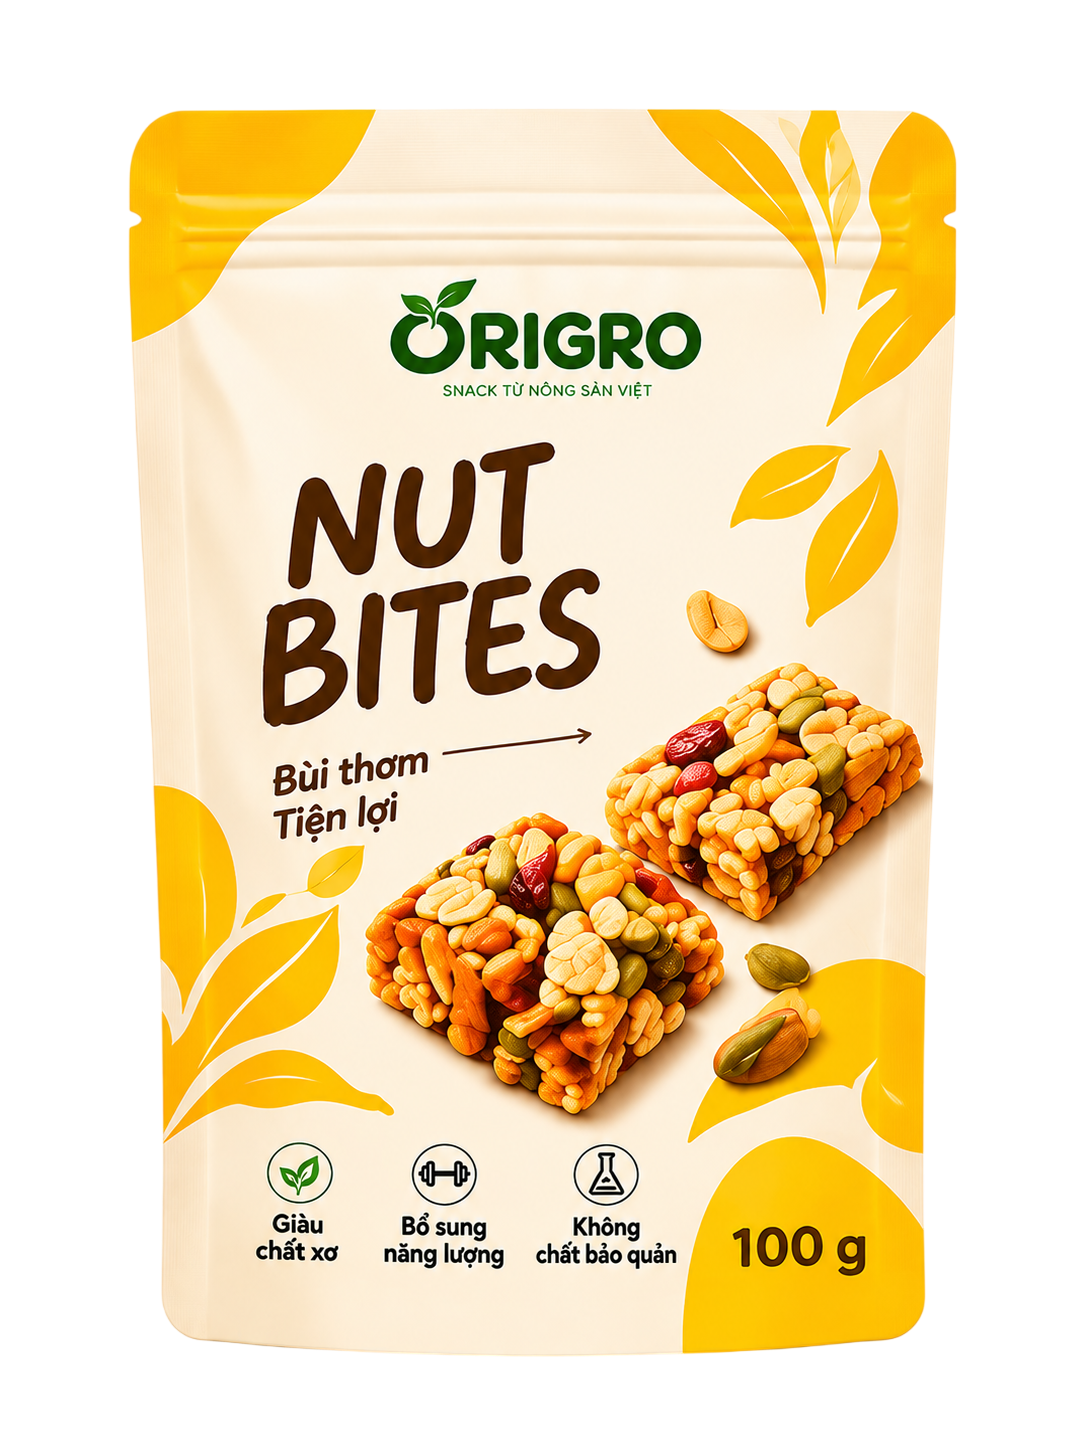 ORIGRO
SNACK TỪ NÔNG SẢN VIỆT
NUT
BITES
Bùi thơm
Tiện lợi
Giàu
chất xơ
Bổ sung
năng lượng
Không
chất bảo quản
100 g